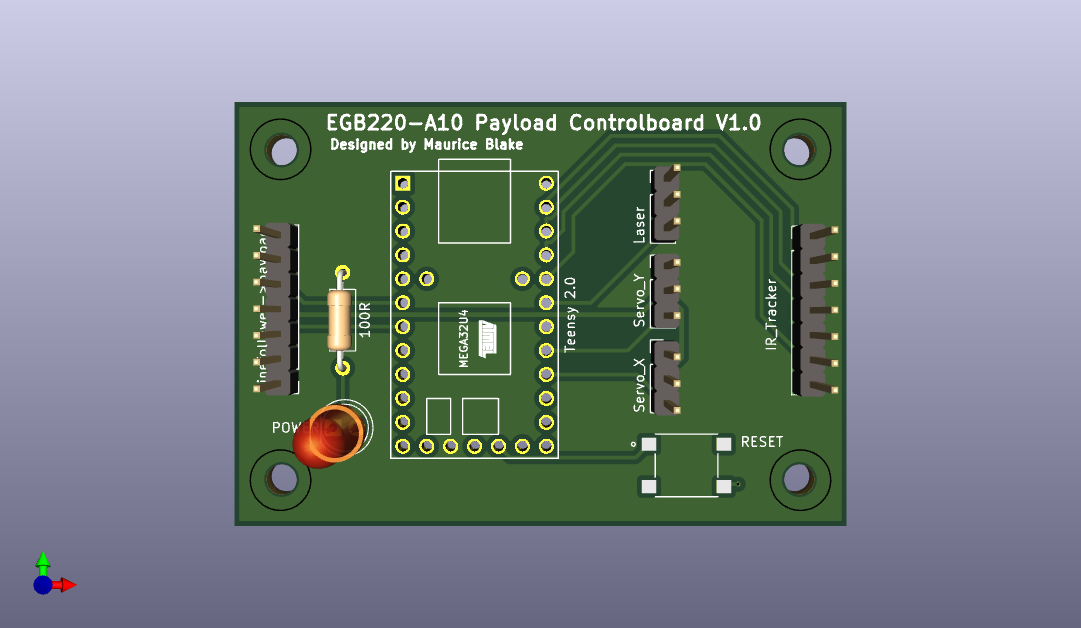 EGB220-A10 Payload Controlboard V1.0
Designed by Maurice Blake
Laser
Servo_Y
Servo_X
IR_Tracker
Teensy 2.0
MEGA32U4
ATMEL
100R
RESET